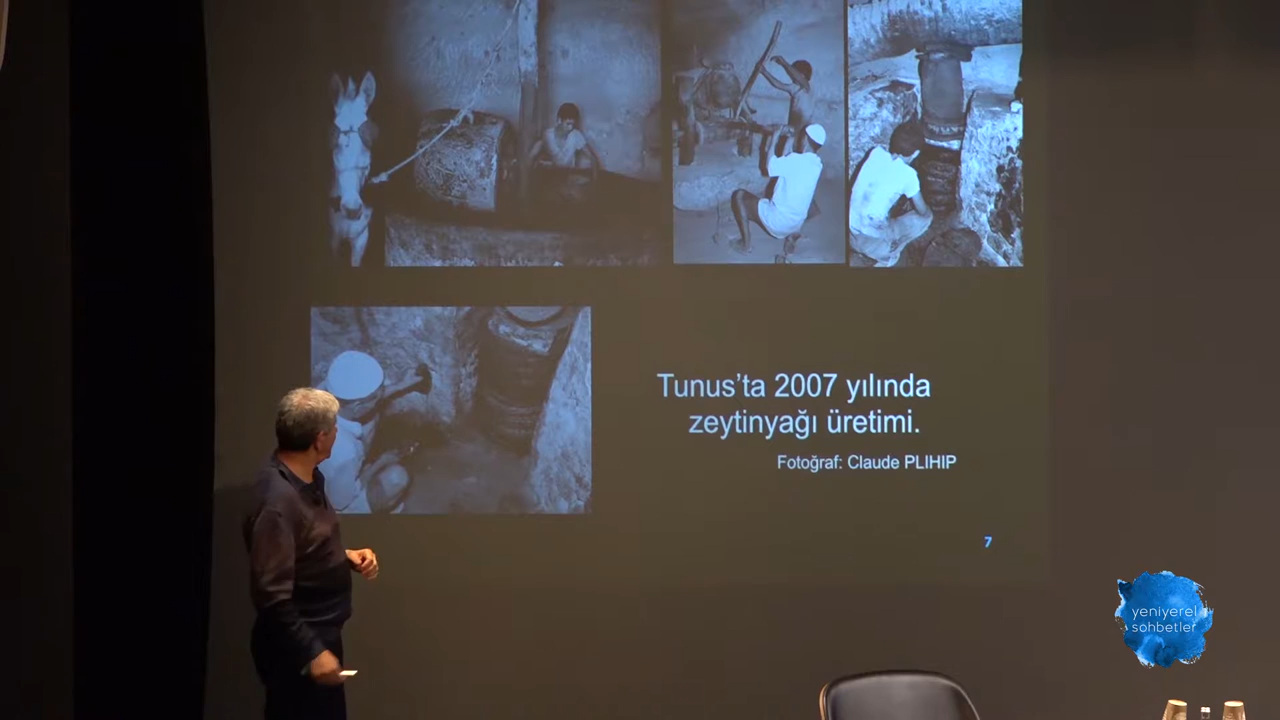 Tunus’ta 2007 yılında
zeytinyağı üretimi.
Fotoğraf: Claude PLIHIP
7
yeniyerel
sohbetler